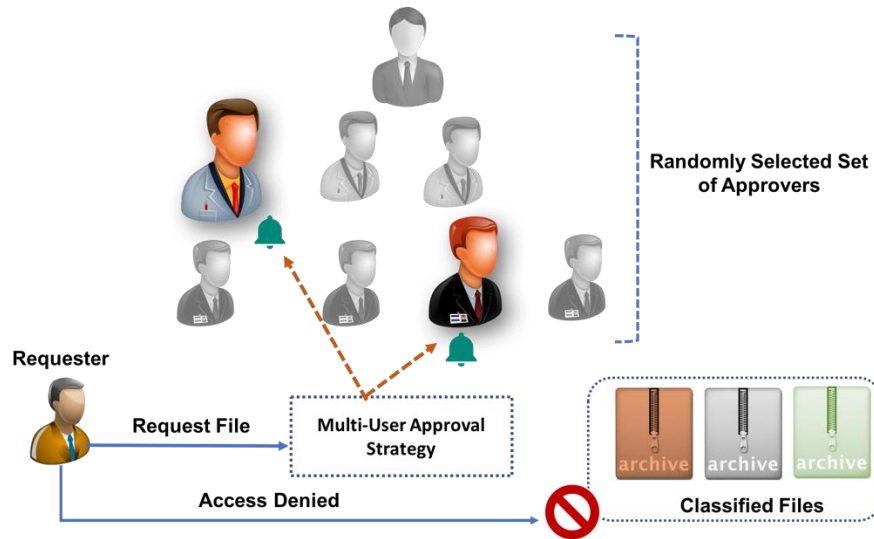 Randomly Selected Set
of Approvers
Requester
Request File
Multi-User Approval
Strategy
archive
archive
archive
Access Denied
Classified Files